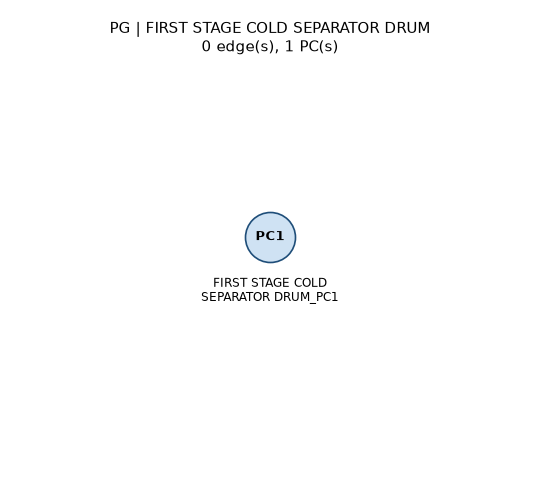 PG | FIRST STAGE COLD SEPARATOR DRUM
0 edge(s), 1 PC(s)
PC1
FIRST STAGE COLD
SEPARATOR DRUM_PC1